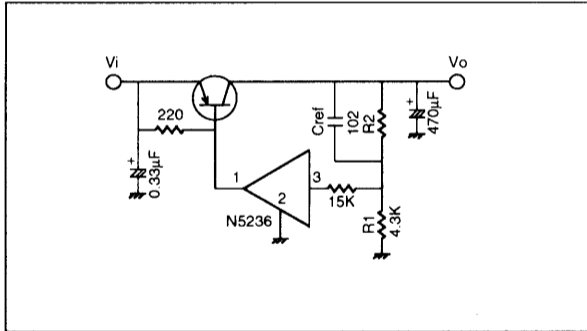 Vi
Vo
220
+
0.33μF
1
2
3
N5236
15K
Cref
102
R2
+
470μF
R1
4.3K